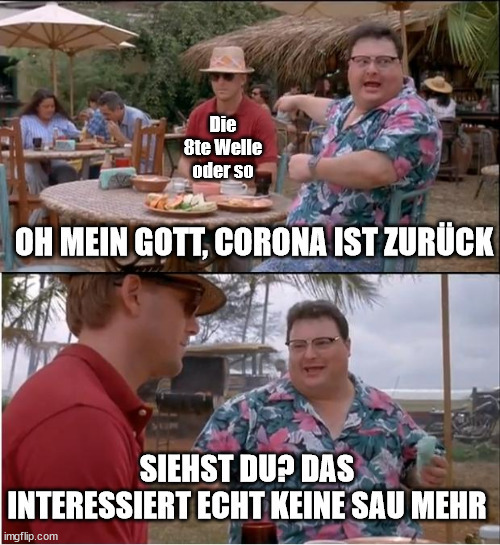 Die
8te Welle
oder so
OH MEIN GOTT, CORONA IST ZURÜCK
SIEHST DU? DAS
INTERESSIERT ECHT KEINE SAU MEHR
imgflip.com